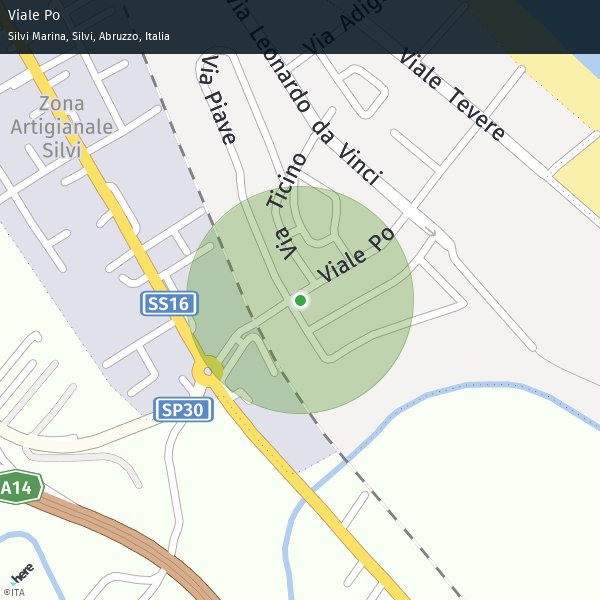 Viale Po
Silvi Marina, Silvi, Abruzzo, Italia
Via Adige
Via Leonardo da Vinci
Viale Tevere
Via Piave
Zona
Artigianale
Silvi
Via Ticino
Viale Po
SS16
SP30
A14
here
©ITA